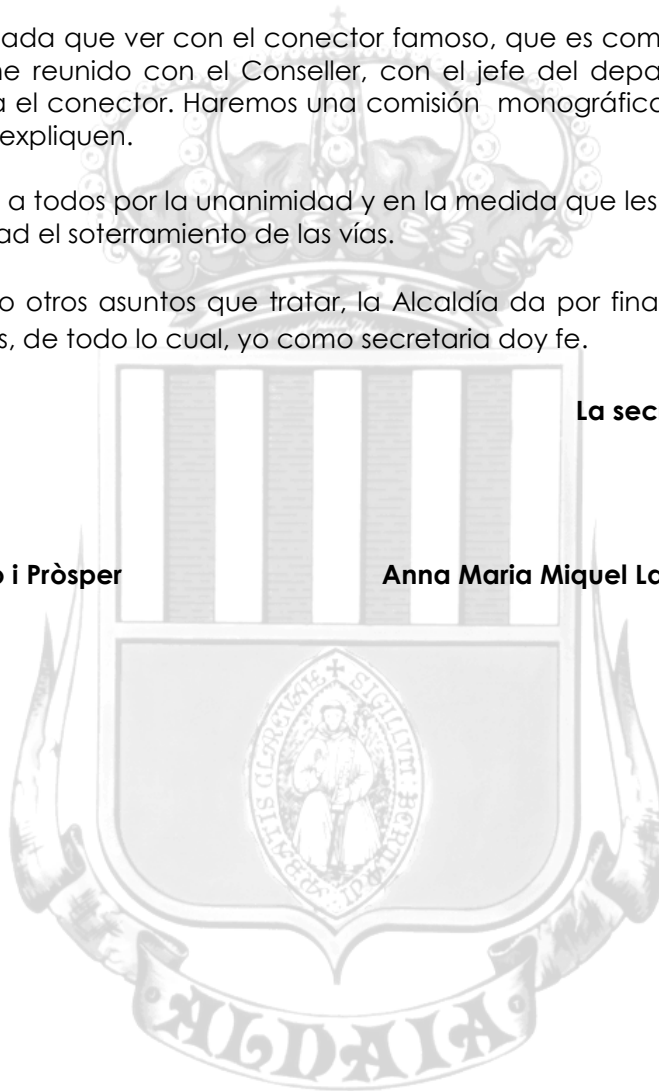 ada que ver con el conector famoso, que es com
e reunido con el Conseller, con el jefe del depa
a el conector. Haremos una comisión monográfica
expliquen.
a todos por la unanimidad y en la medida que les
ad el soterramiento de las vías.
o otros asuntos que tratar, la Alcaldía da por fina
s, de todo lo cual, yo como secretaria doy fe.
La sec
o i Pròsper Anna Maria Miquel La
ALDAIA